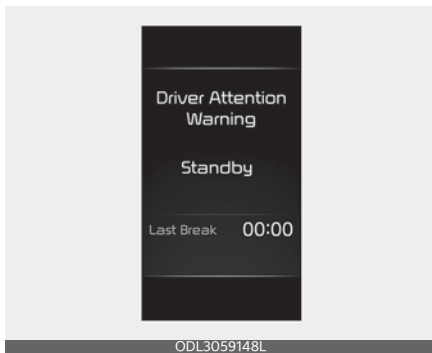 Driver Attention
Warning
Standby
Last Break 00:00
ODL3059148L